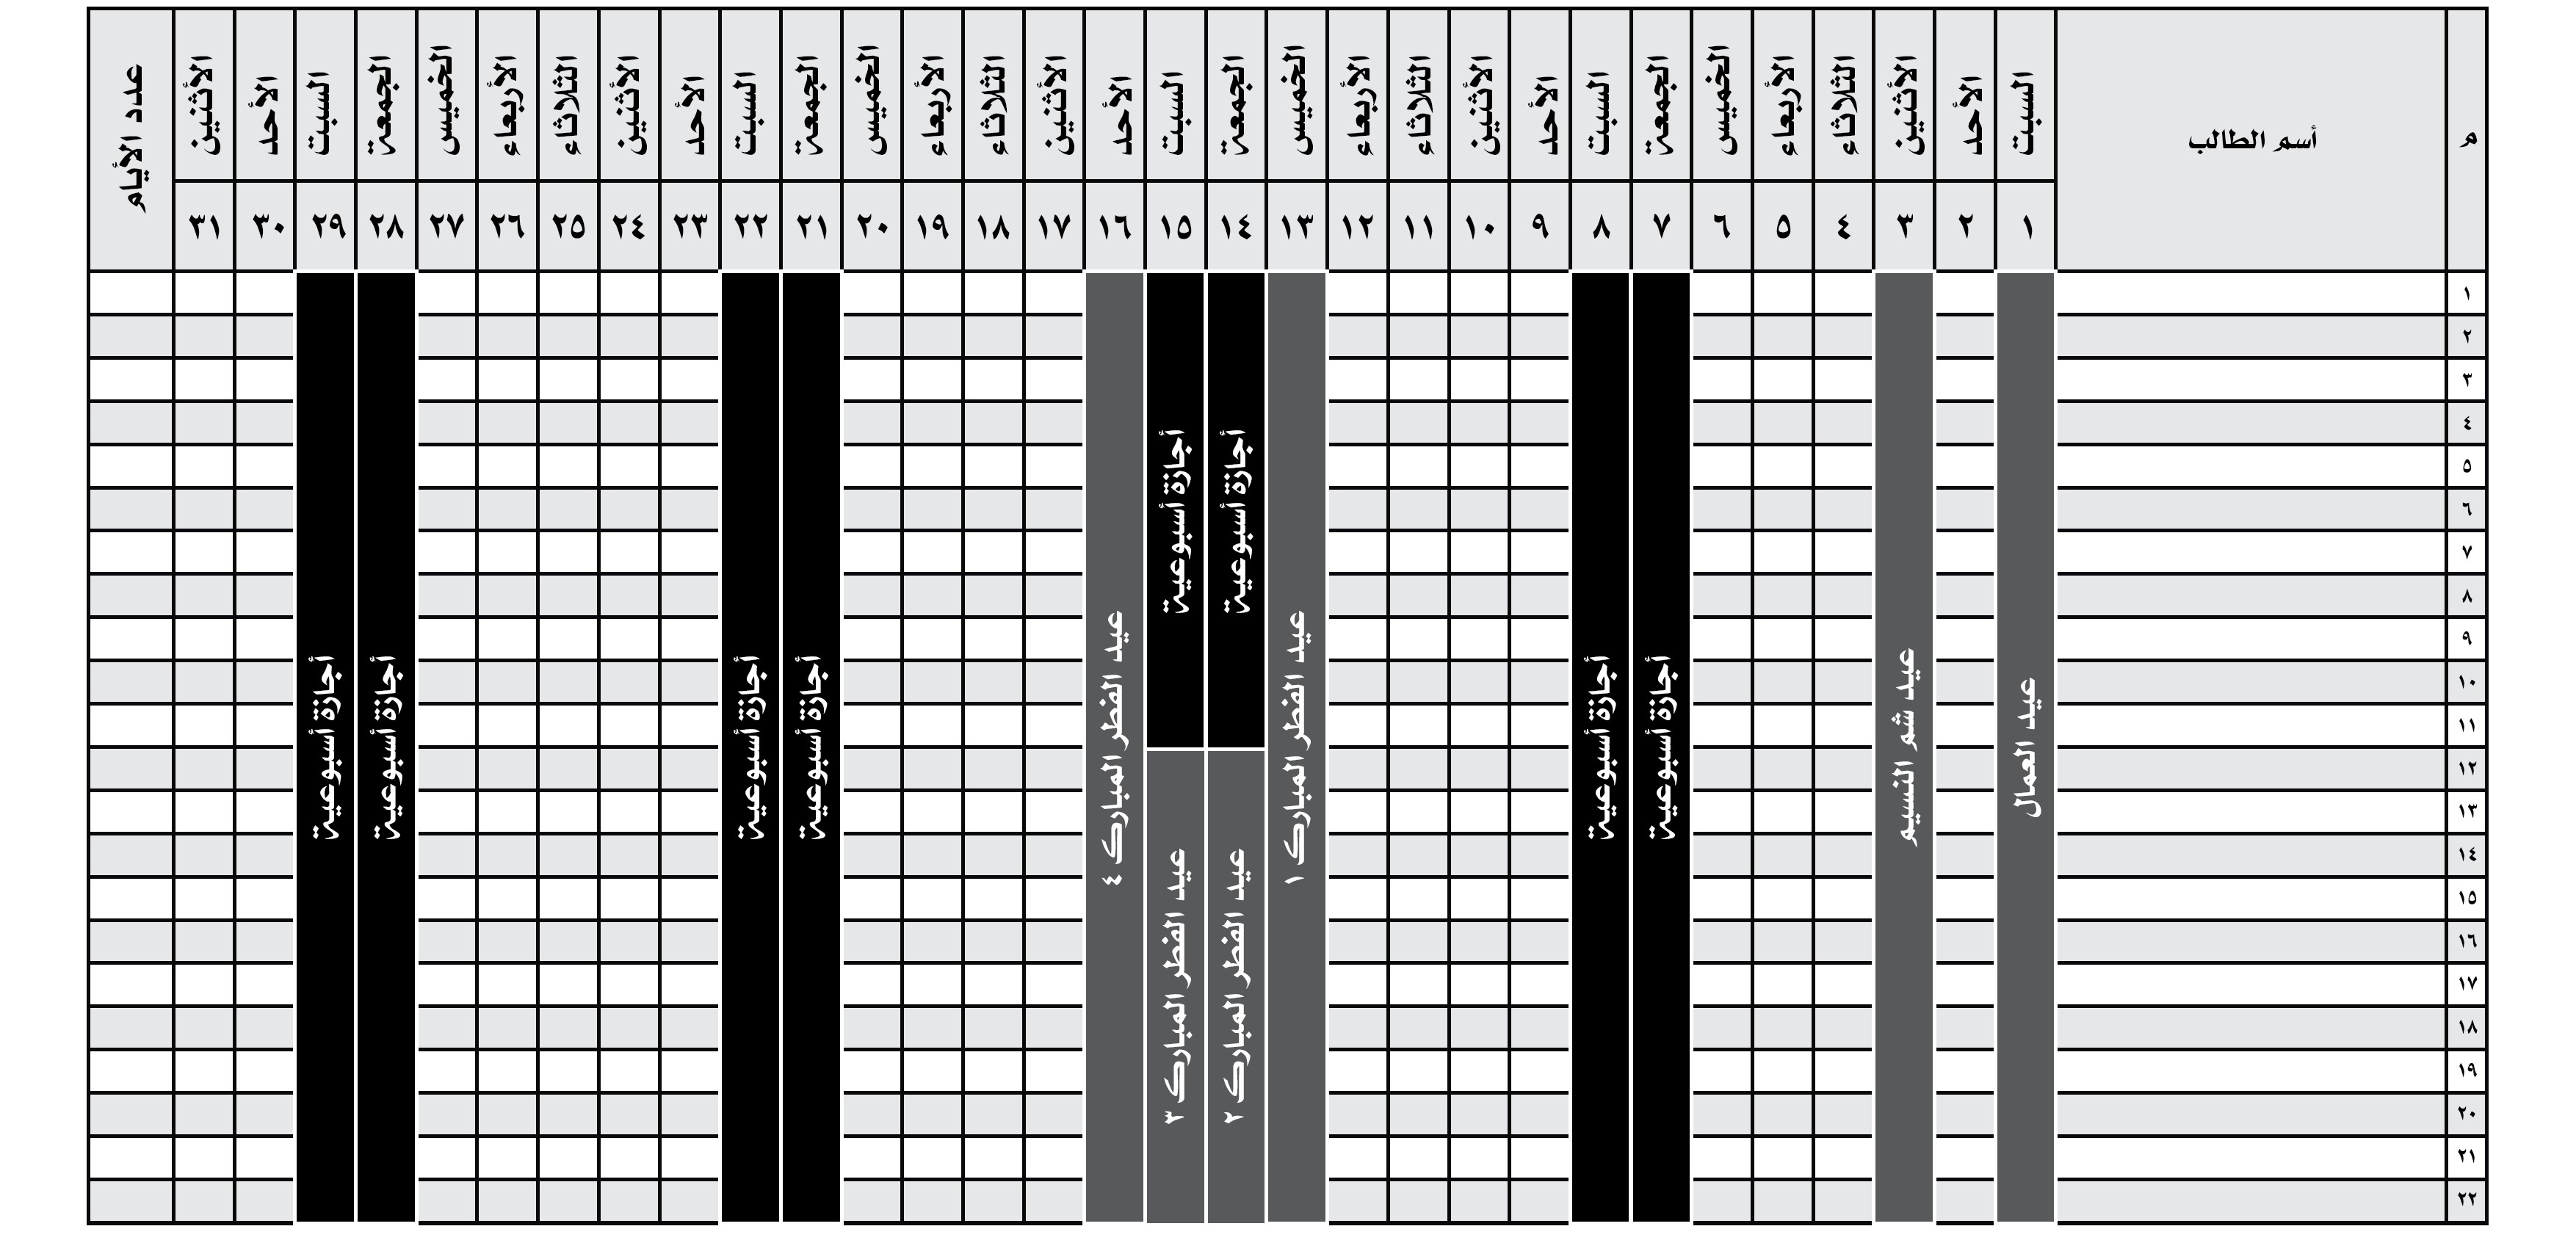 م
أسم الطالب
السبت
الأحد
الأثنين
الثلاثاء
الأربعاء
الخميس
الجمعة
السبت
الأحد
الأثنين
الثلاثاء
الأربعاء
الخميس
الجمعة
السبت
الأحد
الأثنين
الثلاثاء
الأربعاء
الخميس
الجمعة
السبت
الأحد
الأثنين
الثلاثاء
الأربعاء
الخميس
الجمعة
السبت
الأحد
الأثنين
عدد الأيام
١ ٢ ٣ ٤ ٥ ٦ ٧ ٨ ٩ ١٠ ١١ ١٢ ١٣ ١٤ ١٥ ١٦ ١٧ ١٨ ١٩ ٢٠ ٢١ ٢٢ ٢٣ ٢٤ ٢٥ ٢٦ ٢٧ ٢٨ ٢٩ ٣٠ ٣١
١
٢
٣
٤
٥
٦
٧
٨
٩
١٠
١١
١٢
١٣
١٤
١٥
١٦
١٧
١٨
١٩
٢٠
٢١
٢٢
عيد العمال
عيد شم النسيم
أجازة أسبوعية
أجازة أسبوعية
عيد الفطر المبارك ١
أجازة أسبوعية
عيد الفطر المبارك ٢
أجازة أسبوعية
عيد الفطر المبارك ٣
عيد الفطر المبارك ٤
أجازة أسبوعية
أجازة أسبوعية
أجازة أسبوعية
أجازة أسبوعية